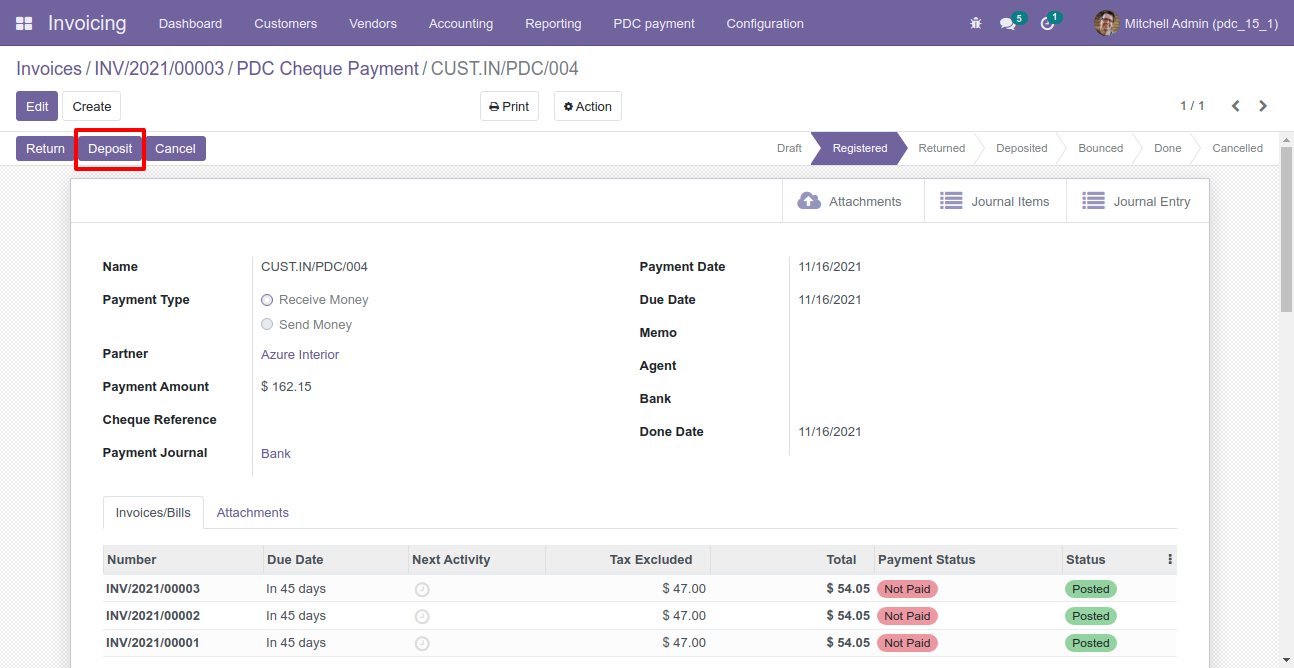 Invoicing Dashboard Customers Vendors Accounting Reporting PDC payment Configuration 5 1 Mitchell Admin (pdc_15_1)
Invoices / INV/2021/00003 / PDC Cheque Payment / CUST.IN/PDC/004
Edit Create Print Action 1 / 1
Return Deposit Cancel Draft Registered Returned Deposited Bounced Done Cancelled
Attachments Journal Items Journal Entry
Name CUST.IN/PDC/004 Payment Date 11/16/2021
Payment Type Receive Money Due Date 11/16/2021
Send Money Memo
Partner Azure Interior Agent
Payment Amount $ 162.15 Bank
Cheque Reference Done Date 11/16/2021
Payment Journal Bank
Invoices/Bills Attachments
Number Due Date Next Activity Tax Excluded Total Payment Status Status
INV/2021/00003 In 45 days $ 47.00 $ 54.05 Not Paid Posted
INV/2021/00002 In 45 days $ 47.00 $ 54.05 Not Paid Posted
INV/2021/00001 In 45 days $ 47.00 $ 54.05 Not Paid Posted